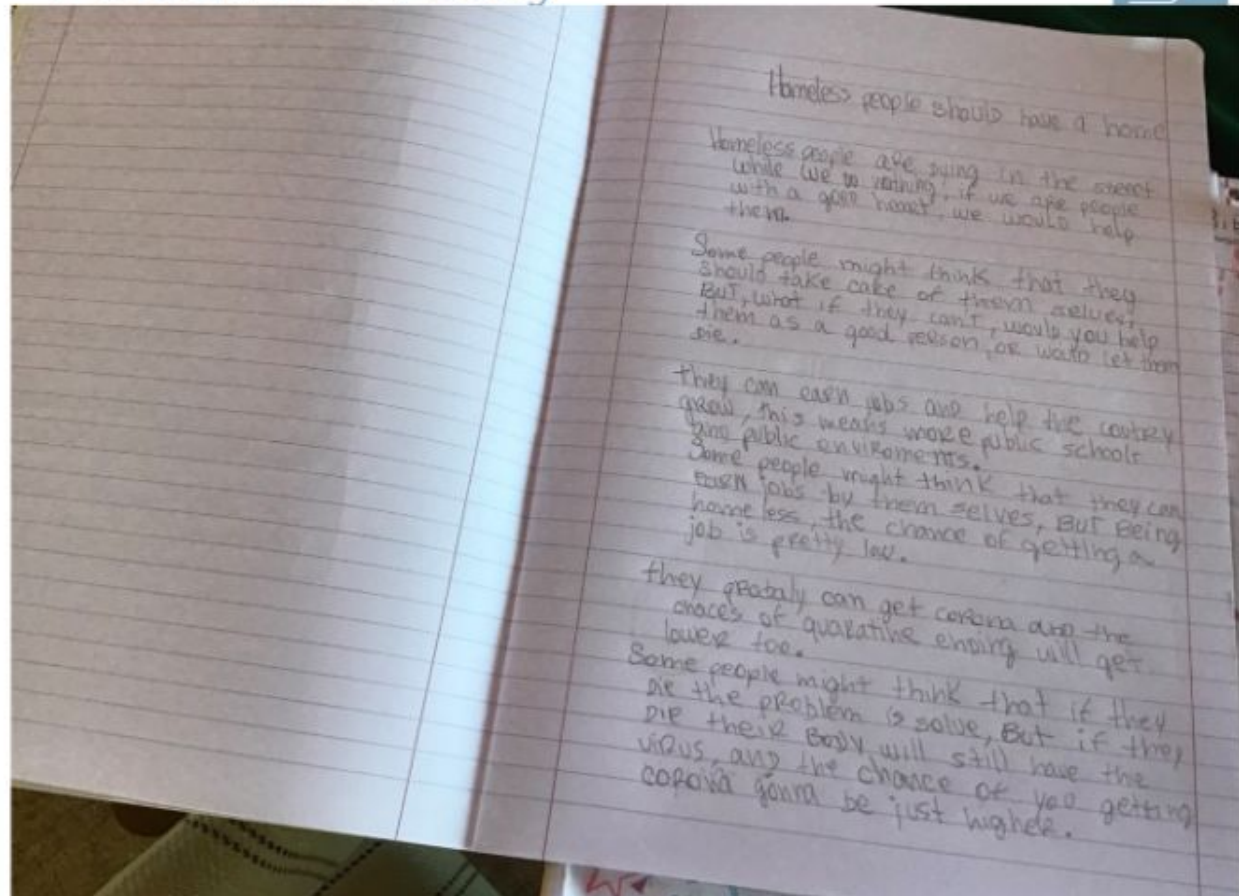 Homeless people should have a home
Homeless people are dying in the street
while we do nothing, if we are people
with a good heart, we would help
them.
Some people might think that they
should take cake of them selves,
BuT, what if they can't, would you help
them as a good person, or would let them
die.
they can earn jobs and help the coutry
grow, this means more public schools
and public enviroments.
Some people might think that they can
earn jobs by them selves, BuT Being
homeless, the chance of getting a
job is pretty low.
they probaly can get corona and the
chaces of quaratine ending will get
lower too.
Some people might think that if they
die the problem is solve, But if they
die their Body will still have the
virus, and the chance of you getting
corona gonna be just higher.